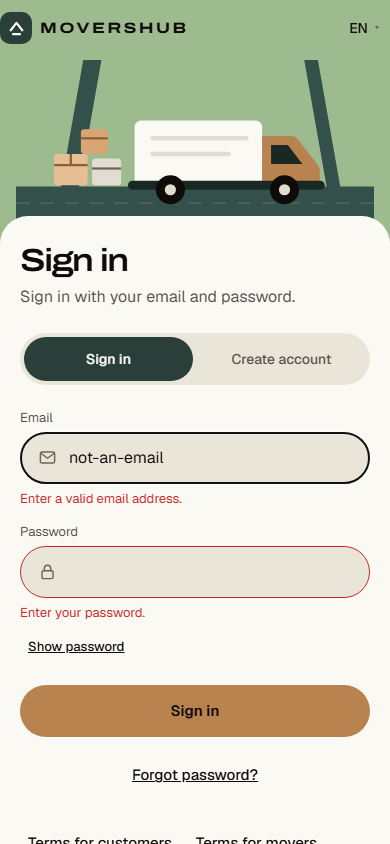 MOVERSHUB
EN
Sign in
Sign in with your email and password.
Sign in
Create account
Email
not-an-email
Enter a valid email address.
Password
Enter your password.
Show password
Sign in
Forgot password?
Terms for customers
Terms for movers